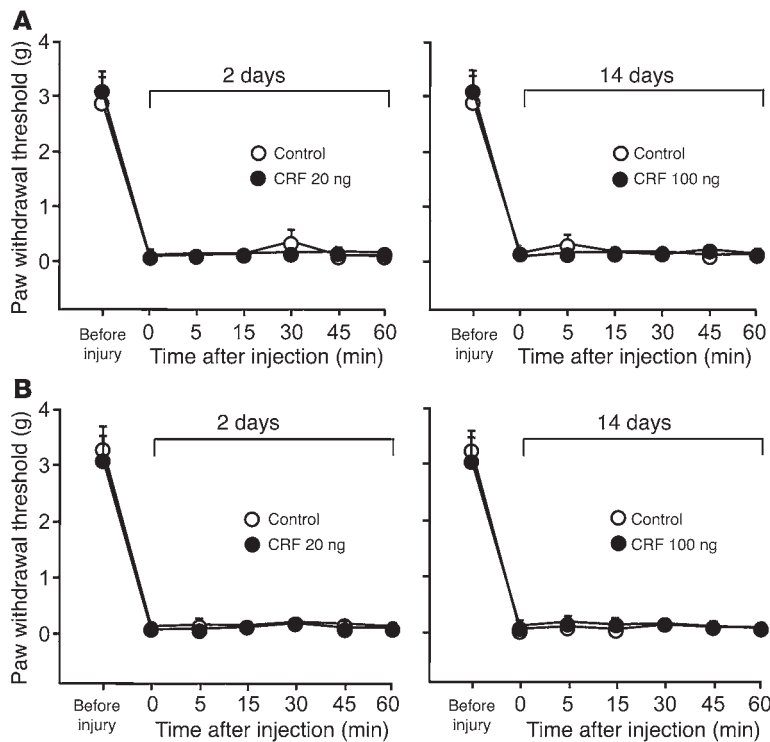 A
Paw withdrawal threshold (g)
4
3
2
1
0
2 days
Control
CRF 20 ng
Before
injury
0 5 15 30 45 60
Time after injection (min)
14 days
Control
CRF 100 ng
Before
injury
0 5 15 30 45 60
Time after injection (min)
B
Paw withdrawal threshold (g)
4
3
2
1
0
2 days
Control
CRF 20 ng
Before
injury
0 5 15 30 45 60
Time after injection (min)
14 days
Control
CRF 100 ng
Before
injury
0 5 15 30 45 60
Time after injection (min)